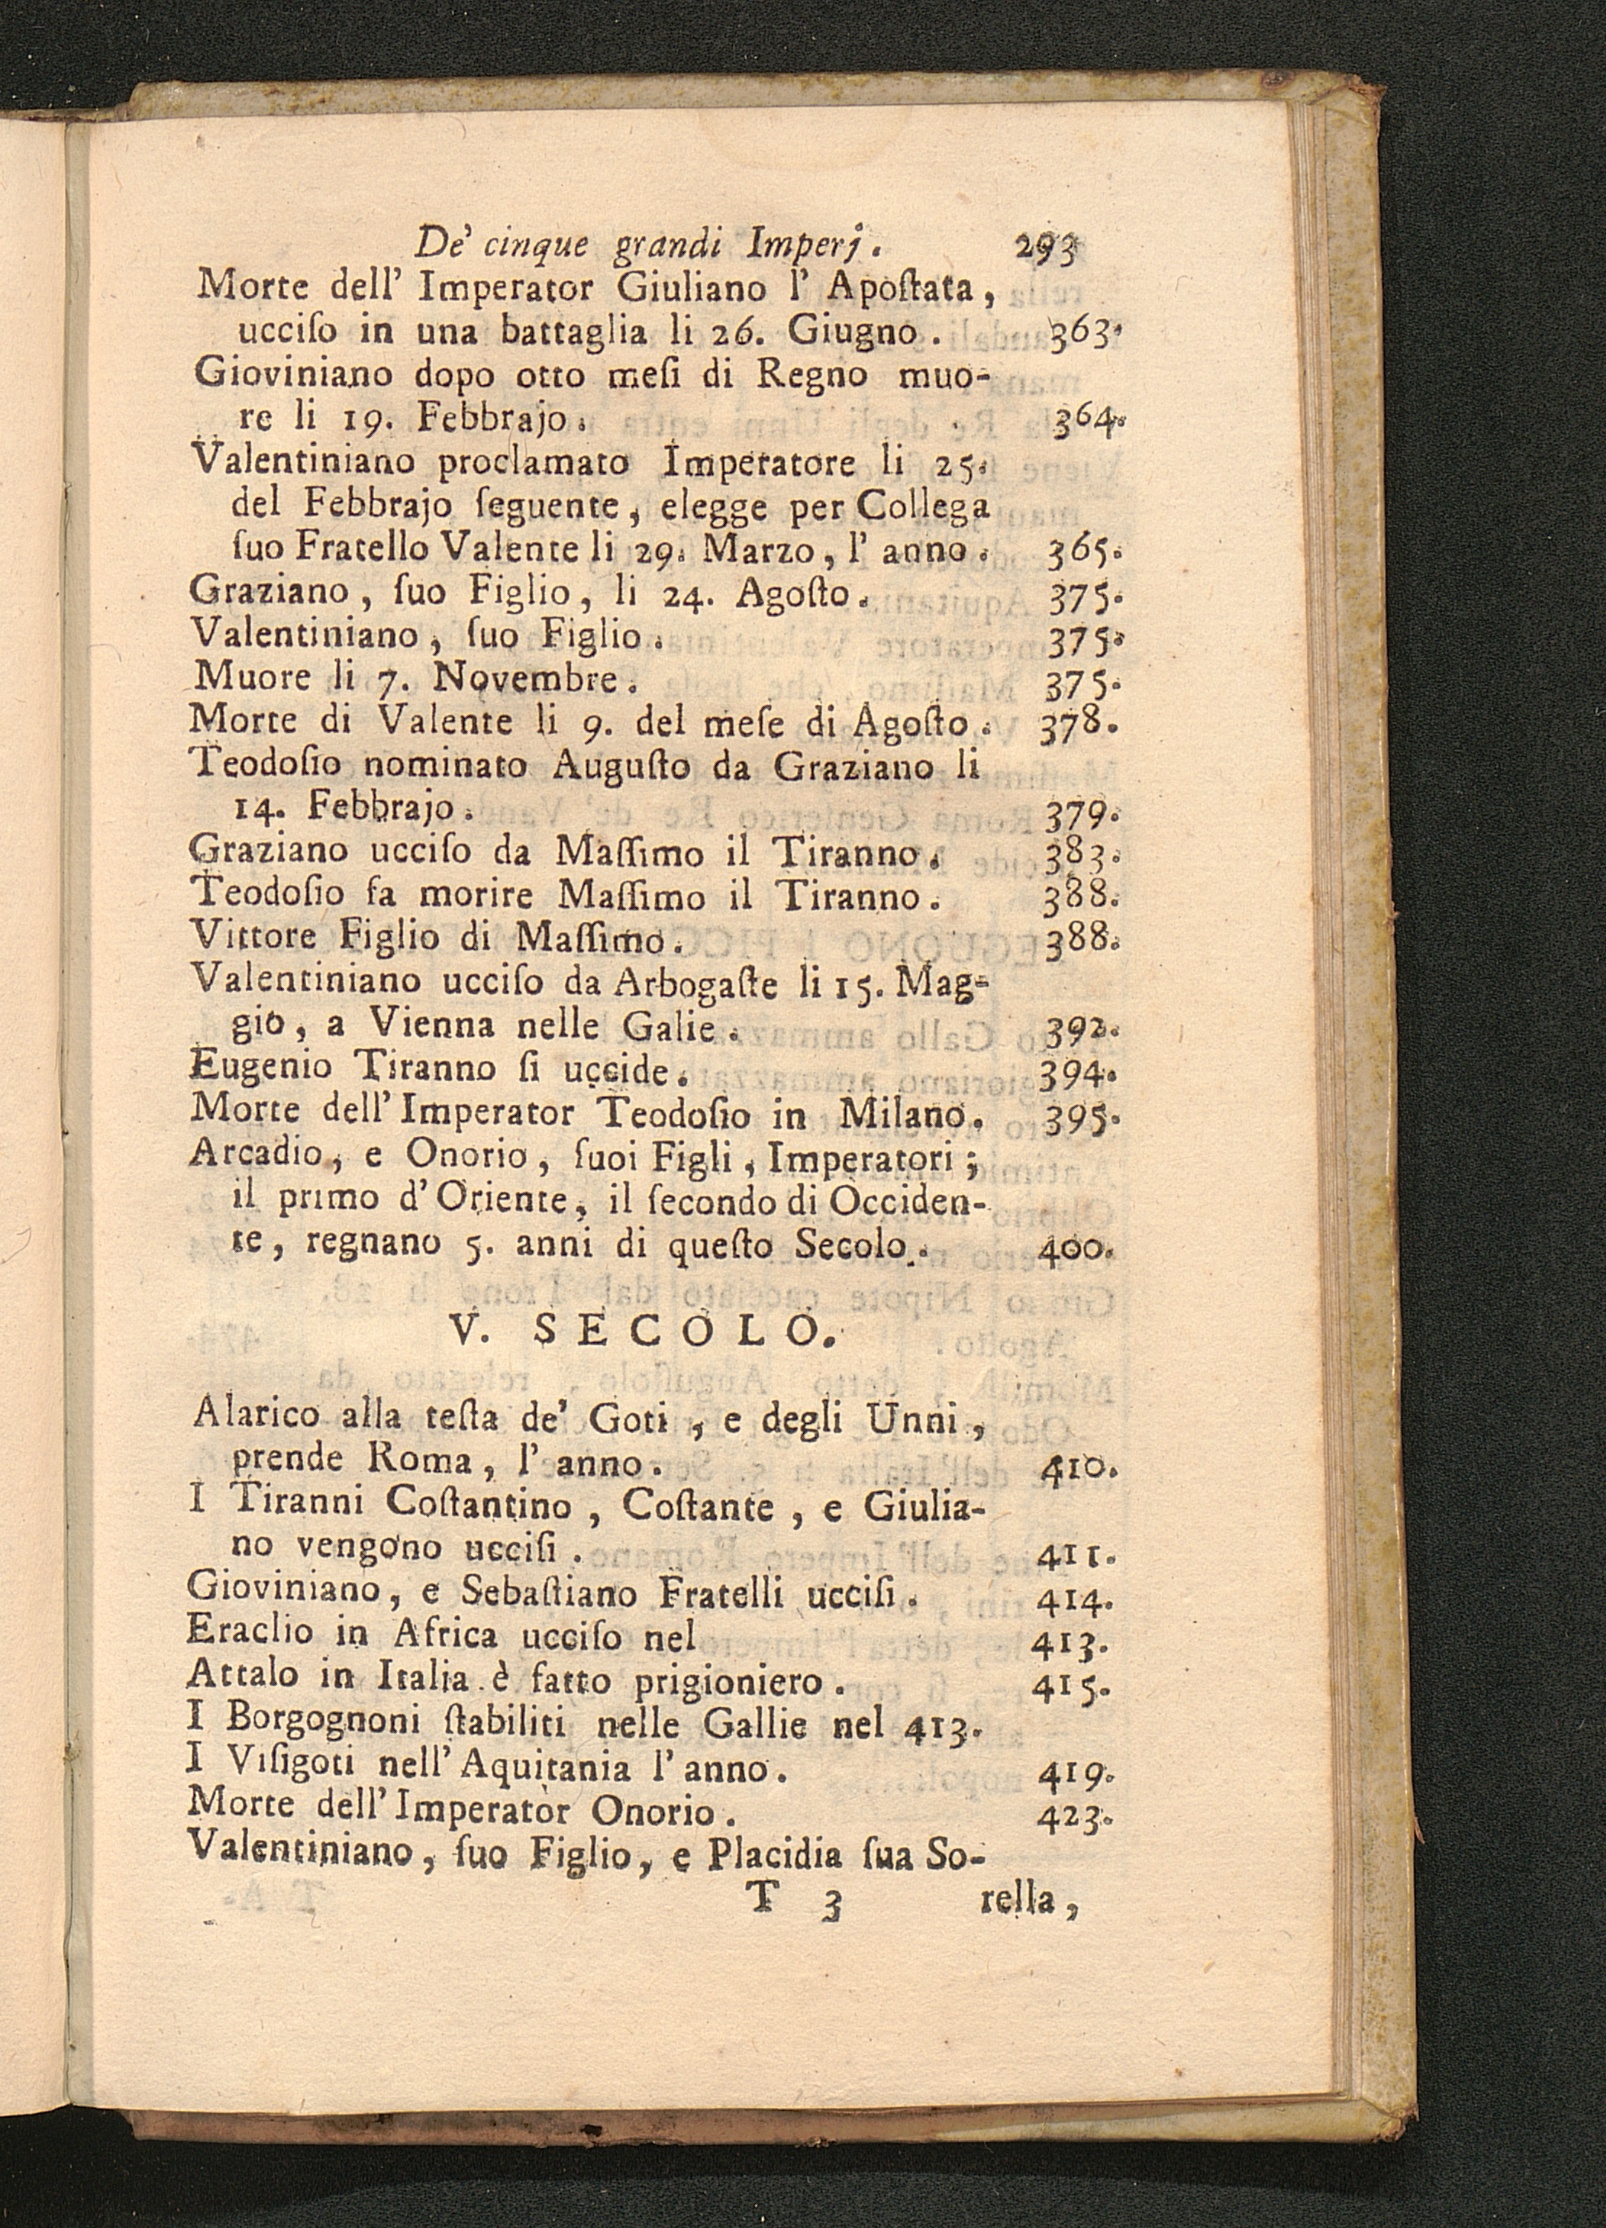 De' cinque grandi Imperj. 293
Morte dell' Imperator Giuliano l' Apoſtata,
ucciſo in una battaglia li 26. Giugno. 363.
Gioviniano dopo otto meſi di Regno muo-
re li 19. Febbrajo. 364.
Valentiniano proclamato Imperatore li 25.
del Febbrajo ſeguente, elegge per Collega
ſuo Fratello Valente li 29. Marzo, l' anno. 365.
Graziano, ſuo Figlio, li 24. Agoſto. 375.
Valentiniano, ſuo Figlio. 375.
Muore li 7. Novembre. 375.
Morte di Valente li 9. del meſe di Agoſto. 378.
Teodoſio nominato Auguſto da Graziano li
14. Febbrajo. 379.
Graziano ucciſo da Maſſimo il Tiranno. 383.
Teodoſio fa morire Maſſimo il Tiranno. 388.
Vittore Figlio di Maſſimo. 388.
Valentiniano ucciſo da Arbogaſte li 15. Mag-
gio, a Vienna nelle Galie. 392.
Eugenio Tiranno ſi uccide. 394.
Morte dell' Imperator Teodoſio in Milano. 395.
Arcadio, e Onorio, ſuoi Figli, Imperatori;
il primo d' Oriente, il ſecondo di Occiden-
te, regnano 5. anni di queſto Secolo. 400.
V. SECOLO.
Alarico alla teſta de' Goti, e degli Unni,
prende Roma, l' anno. 410.
I Tiranni Coſtantino, Coſtante, e Giulia-
no vengono ucciſi. 411.
Gioviniano, e Sebaſtiano Fratelli ucciſi. 414.
Eraclio in Africa ucciſo nel 413.
Attalo in Italia è fatto prigioniero. 415.
I Borgognoni ſtabiliti nelle Gallie nel 413.
I Viſigoti nell' Aquitania l' anno. 419.
Morte dell' Imperator Onorio. 423.
Valentiniano, ſuo Figlio, e Placidia ſua So-
T 3 rella,